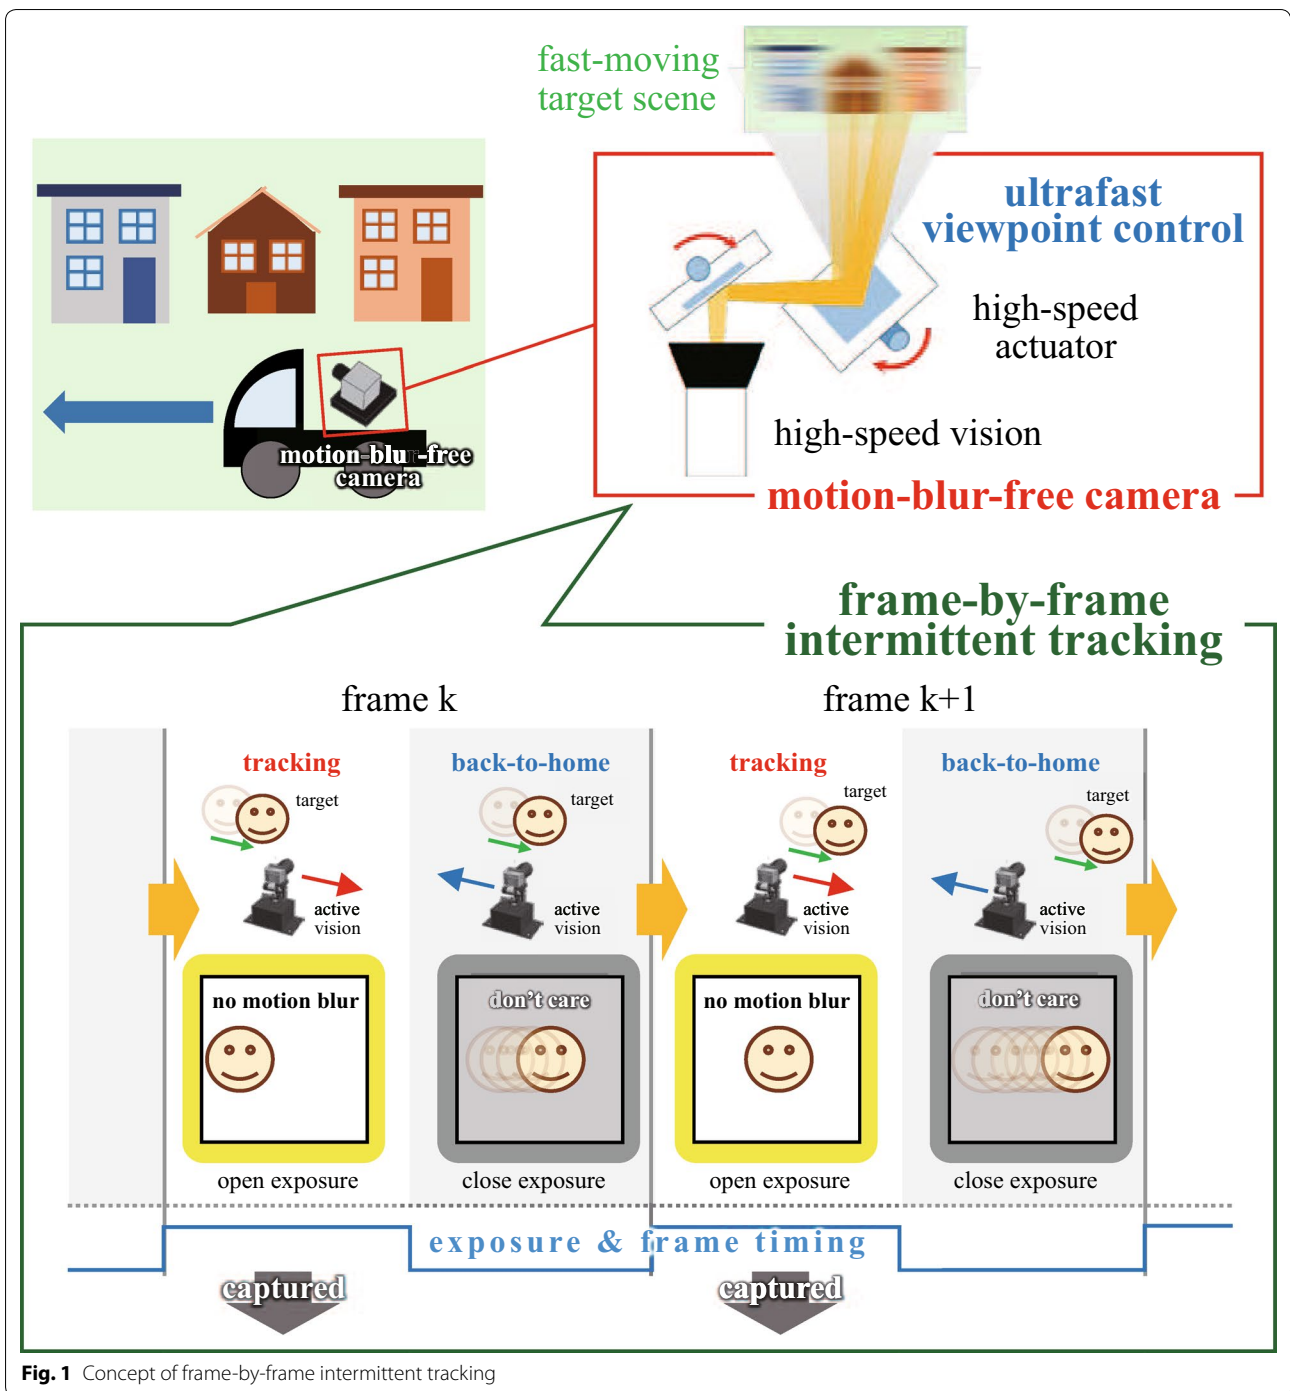 fast-moving
target scene
ultrafast
viewpoint control
high-speed
actuator
high-speed vision
motion-blur-free camera
motion-blur-free
camera
frame-by-frame
intermittent tracking
frame k
frame k+1
tracking
back-to-home
tracking
back-to-home
target
target
target
target
active
vision
active
vision
active
vision
active
vision
no motion blur
don't care
no motion blur
don't care
open exposure
close exposure
open exposure
close exposure
exposure & frame timing
captured
captured
Fig. 1 Concept of frame-by-frame intermittent tracking